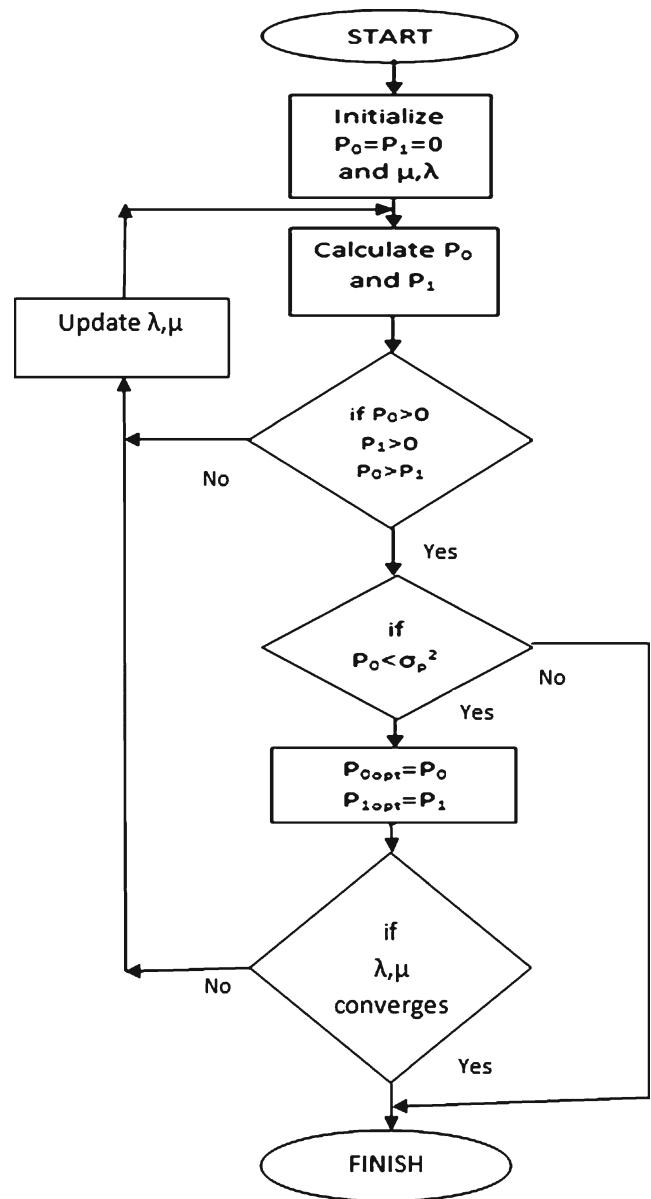 START
Initialize
P₀=P₁=0
and μ,λ
Calculate P₀
and P₁
Update λ,μ
if P₀>0
P₁>0
P₀>P₁
No
Yes
if
P₀<σₚ²
No
Yes
P₀ₒₚₜ=P₀
P₁ₒₚₜ=P₁
if
λ,μ
converges
No
Yes
FINISH